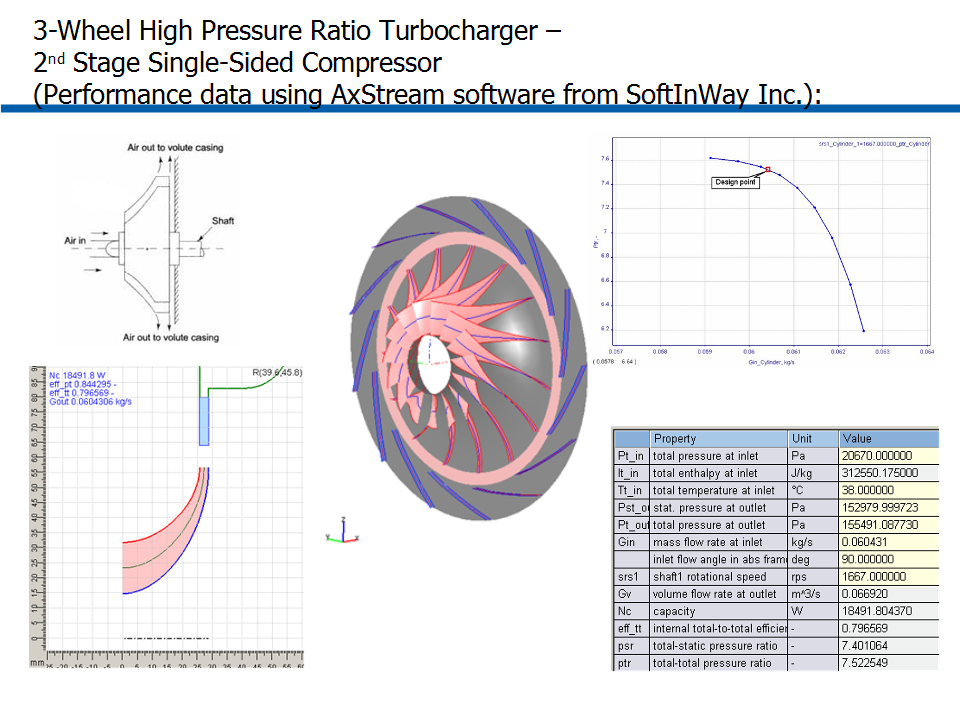 3-Wheel High Pressure Ratio Turbocharger –
2nd Stage Single-Sided Compressor
(Performance data using AxStream software from SoftInWay Inc.):
Air out to volute casing
Shaft
Air in
Air out to volute casing
srs1_Cylinder_1=1667.000000_ptr_Cylinder
Design point
7.6
7.4
7.2
7
6.8
6.6
6.4
6.2
Ptr,-
0.057 0.058 0.059 0.06 0.061 0.062 0.063 0.064
( 0.0578 6.64 )
Gin_Cylinder, kg/s
Nc 18491.8 W
eff_pt 0.844295 -
eff_tt 0.796569 -
Gout 0.0604306 kg/s
R(39.6,45.8)
mm
z
y
x
Property Unit Value
Pt_in total pressure at inlet Pa 20670.000000
It_in total enthalpy at inlet J/kg 312550.175000
Tt_in total temperature at inlet °C 38.000000
Pst_ou stat. pressure at outlet Pa 152979.999723
Pt_out total pressure at outlet Pa 155491.087730
Gin mass flow rate at inlet kg/s 0.060431
inlet flow angle in abs frame deg 90.000000
srs1 shaft1 rotational speed rps 1667.000000
Gv volume flow rate at outlet m^3/s 0.066920
Nc capacity W 18491.804370
eff_tt internal total-to-total efficier - 0.796569
psr total-static pressure ratio - 7.401064
ptr total-total pressure ratio - 7.522549